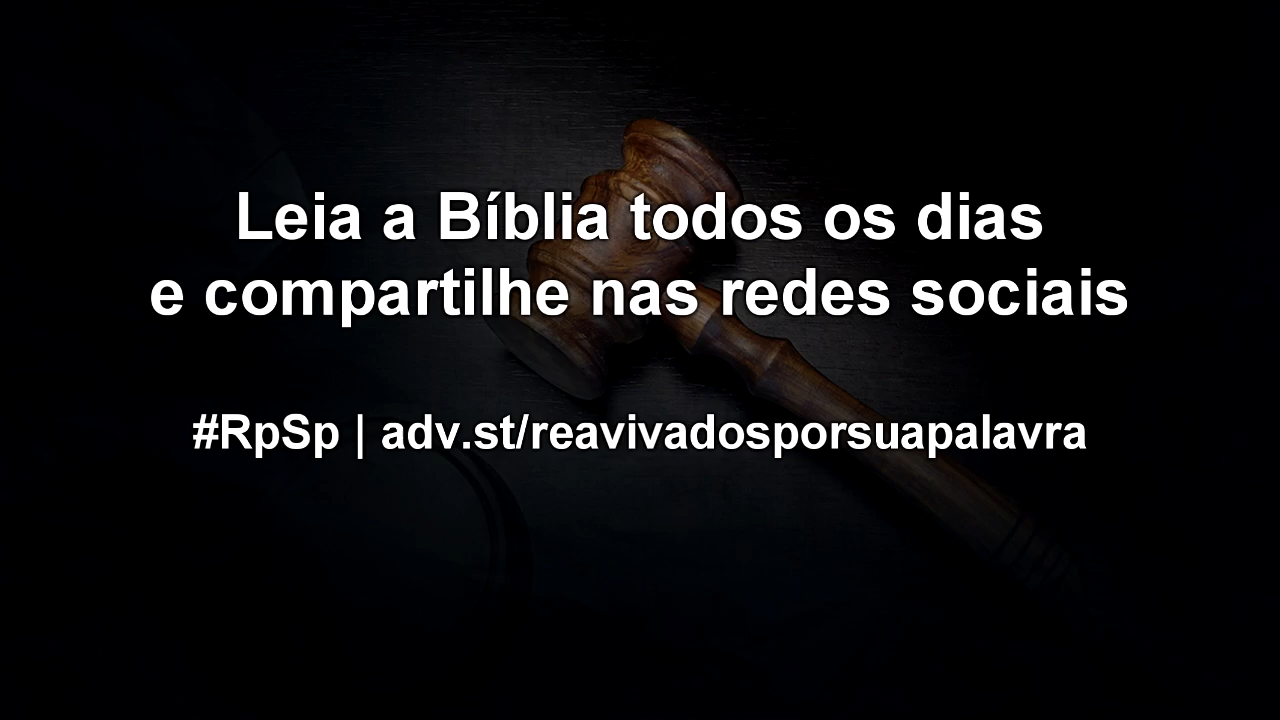 Leia a Bíblia todos os dias
e compartilhe nas redes sociais
#RpSp | adv.st/reavivadosporsuapalavra